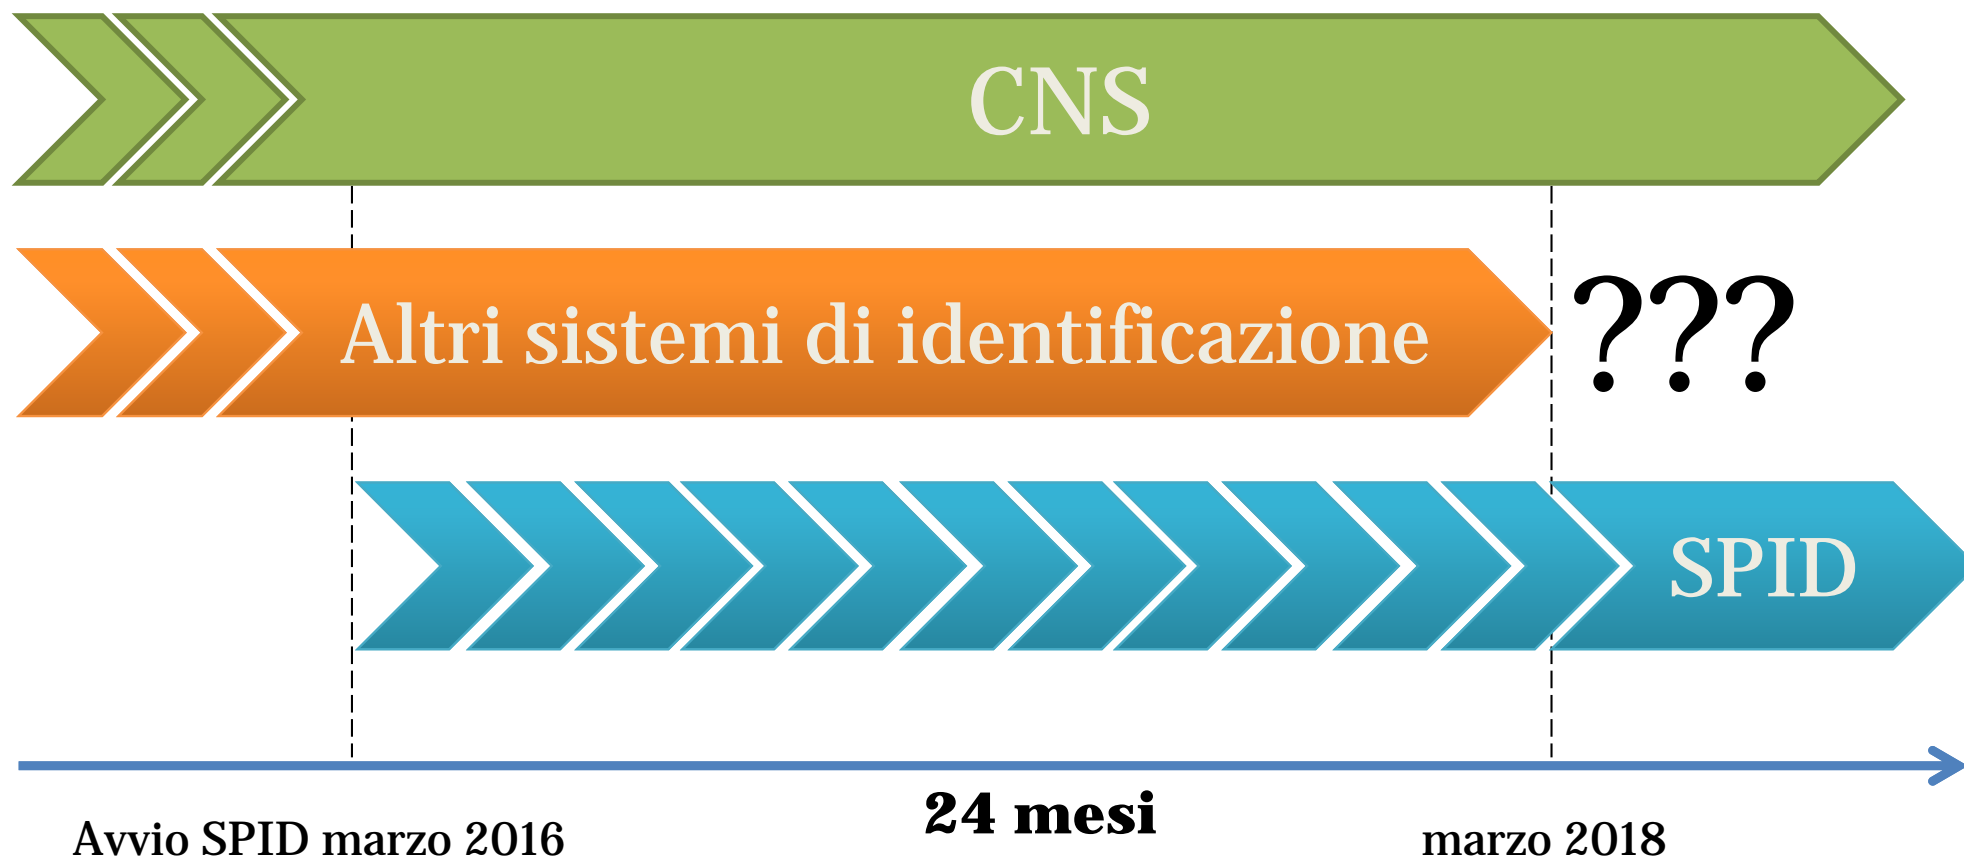 CNS
Altri sistemi di identificazione
???
SPID
24 mesi
Avvio SPID marzo 2016
marzo 2018